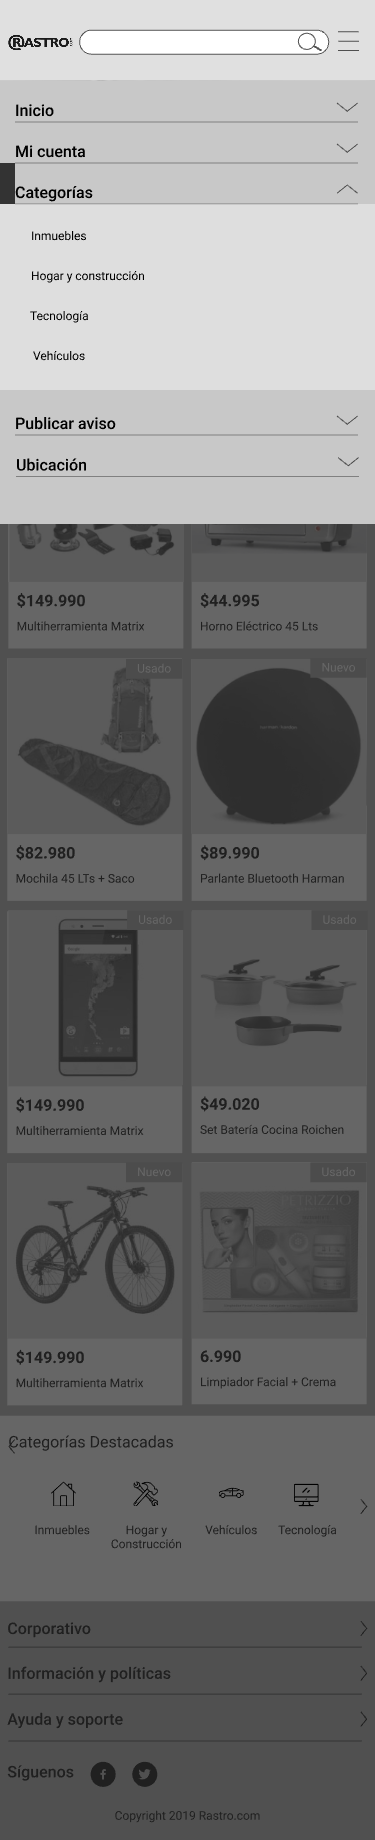 RASTRO
Inicio
Mi cuenta
Categorías
Inmuebles
Hogar y construcción
Tecnología
Vehículos
Publicar aviso
Ubicación
$149.990
Multiherramienta Matrix
$44.995
Horno Eléctrico 45 Lts
Usado
$82.980
Mochila 45 LTs + Saco
Nuevo
$89.990
Parlante Bluetooth Harman
Usado
$149.990
Multiherramienta Matrix
Usado
$49.020
Set Batería Cocina Roichen
Nuevo
$149.990
Multiherramienta Matrix
Usado
PETRIZZIO
6.990
Limpiador Facial + Crema
Categorías Destacadas
Inmuebles
Hogar y
Construcción
Vehículos
Tecnología
Corporativo
Información y políticas
Ayuda y soporte
Síguenos
Copyright 2019 Rastro.com